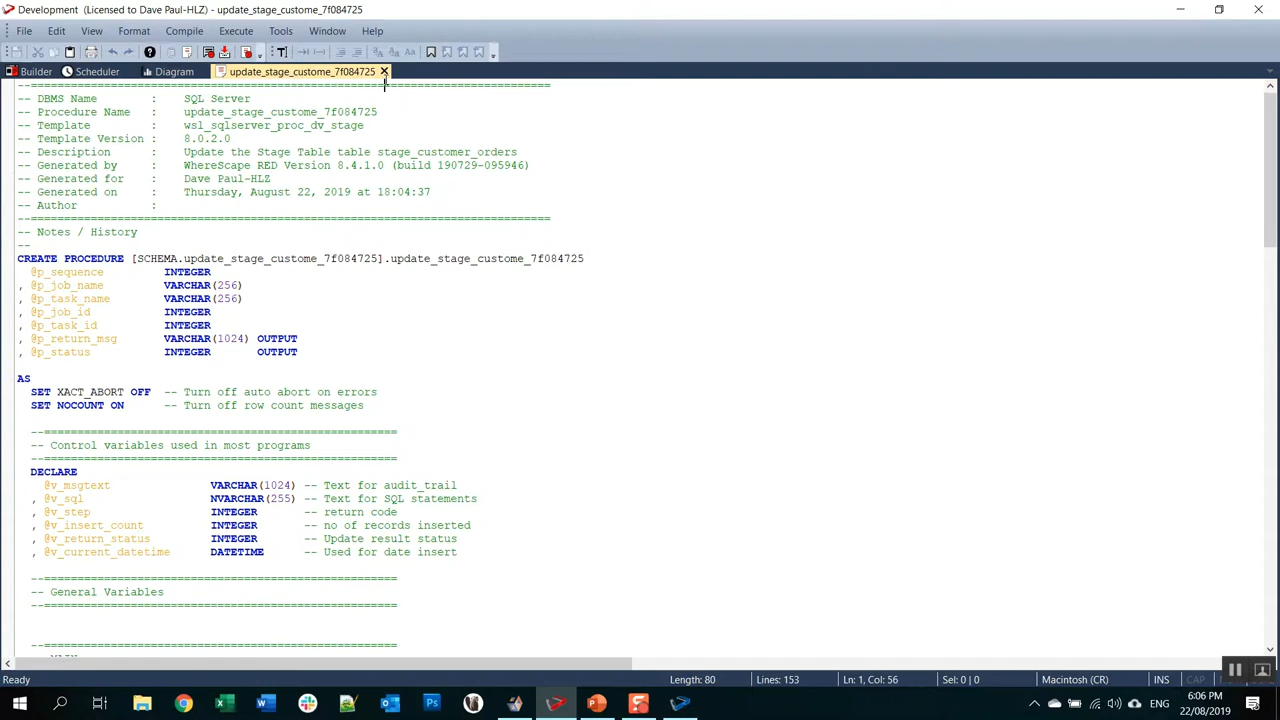 Development  (Licensed to Dave Paul-HLZ) - update_stage_custome_7f084725
File Edit View Format Compile Execute Tools Window Help
Builder Scheduler Diagram update_stage_custome_7f084725
--================================================================================
-- DBMS Name        :    SQL Server
-- Procedure Name   :    update_stage_custome_7f084725
-- Template         :    wsl_sqlserver_proc_dv_stage
-- Template Version :    8.0.2.0
-- Description      :    Update the Stage Table table stage_customer_orders
-- Generated by     :    WhereScape RED Version 8.4.1.0 (build 190729-095946)
-- Generated for    :    Dave Paul-HLZ
-- Generated on     :    Thursday, August 22, 2019 at 18:04:37
-- Author           :
--================================================================================
-- Notes / History
--
CREATE PROCEDURE [SCHEMA.update_stage_custome_7f084725].update_stage_custome_7f084725
  @p_sequence         INTEGER
, @p_job_name         VARCHAR(256)
, @p_task_name        VARCHAR(256)
, @p_job_id           INTEGER
, @p_task_id          INTEGER
, @p_return_msg       VARCHAR(1024) OUTPUT
, @p_status           INTEGER       OUTPUT
AS
  SET XACT_ABORT OFF  -- Turn off auto abort on errors
  SET NOCOUNT ON      -- Turn off row count messages
  --=====================================================
  -- Control variables used in most programs
  --=====================================================
  DECLARE
    @v_msgtext               VARCHAR(1024) -- Text for audit_trail
  , @v_sql                   NVARCHAR(255) -- Text for SQL statements
  , @v_step                  INTEGER       -- return code
  , @v_insert_count          INTEGER       -- no of records inserted
  , @v_return_status         INTEGER       -- Update result status
  , @v_current_datetime      DATETIME      -- Used for date insert
  --=====================================================
  -- General Variables
  --=====================================================
  --=====================================================
  -- MAIN
Ready Length: 80 Lines: 153 Ln: 1, Col: 56 Sel: 0 | 0 Macintosh (CR) INS CAP
ENG
6:06 PM
22/08/2019